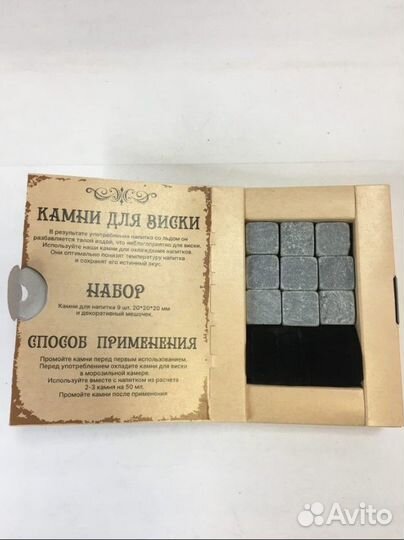 КАМНИ ДЛЯ ВИСКИ
В результате употребления напитка со льдом он
разбавляется талой водой, что неблагоприятно для виски.
Используйте наши камни для охлаждения напитков.
Они оптимально понизят температуру напитка
и сохранят его истинный вкус.
НАБОР
Камни для напитка 9 шт. 20*20*20 мм
и декоративный мешочек.
СПОСОБ ПРИМЕНЕНИЯ
Промойте камни перед первым использованием.
Перед употреблением охладите камни для виски
в морозильной камере.
Используйте вместе с напитком из расчета
2-3 камня на 50 мл.
Промойте камни после применения
Avito